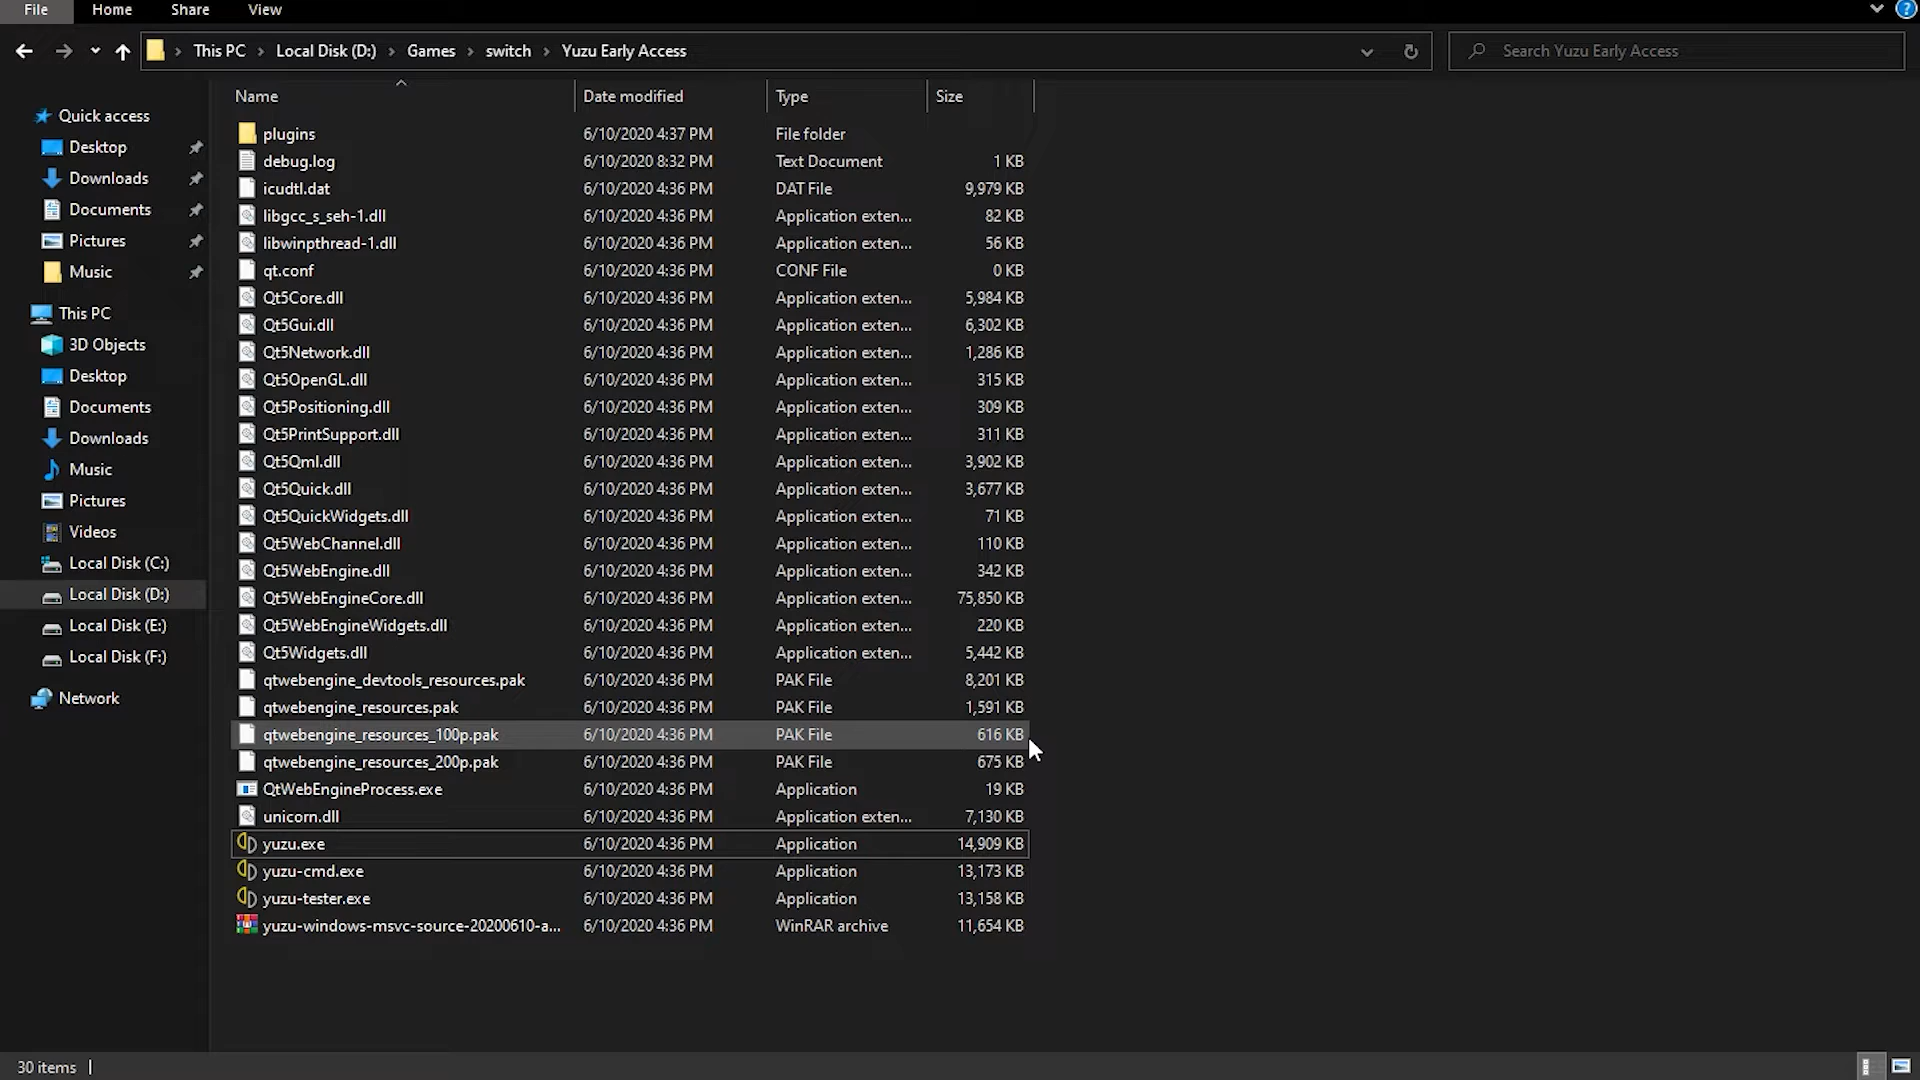 File Home Share View
This PC > Local Disk (D:) > Games > switch > Yuzu Early Access
Search Yuzu Early Access
Quick access
Desktop
Downloads
Documents
Pictures
Music
This PC
3D Objects
Desktop
Documents
Downloads
Music
Pictures
Videos
Local Disk (C:)
Local Disk (D:)
Local Disk (E:)
Local Disk (F:)
Network
Name Date modified Type Size
plugins 6/10/2020 4:37 PM File folder
debug.log 6/10/2020 8:32 PM Text Document 1 KB
icudtl.dat 6/10/2020 4:36 PM DAT File 9,979 KB
libgcc_s_seh-1.dll 6/10/2020 4:36 PM Application exten... 82 KB
libwinpthread-1.dll 6/10/2020 4:36 PM Application exten... 56 KB
qt.conf 6/10/2020 4:36 PM CONF File 0 KB
Qt5Core.dll 6/10/2020 4:36 PM Application exten... 5,984 KB
Qt5Gui.dll 6/10/2020 4:36 PM Application exten... 6,302 KB
Qt5Network.dll 6/10/2020 4:36 PM Application exten... 1,286 KB
Qt5OpenGL.dll 6/10/2020 4:36 PM Application exten... 315 KB
Qt5Positioning.dll 6/10/2020 4:36 PM Application exten... 309 KB
Qt5PrintSupport.dll 6/10/2020 4:36 PM Application exten... 311 KB
Qt5Qml.dll 6/10/2020 4:36 PM Application exten... 3,902 KB
Qt5Quick.dll 6/10/2020 4:36 PM Application exten... 3,677 KB
Qt5QuickWidgets.dll 6/10/2020 4:36 PM Application exten... 71 KB
Qt5WebChannel.dll 6/10/2020 4:36 PM Application exten... 110 KB
Qt5WebEngine.dll 6/10/2020 4:36 PM Application exten... 342 KB
Qt5WebEngineCore.dll 6/10/2020 4:36 PM Application exten... 75,850 KB
Qt5WebEngineWidgets.dll 6/10/2020 4:36 PM Application exten... 220 KB
Qt5Widgets.dll 6/10/2020 4:36 PM Application exten... 5,442 KB
qtwebengine_devtools_resources.pak 6/10/2020 4:36 PM PAK File 8,201 KB
qtwebengine_resources.pak 6/10/2020 4:36 PM PAK File 1,591 KB
qtwebengine_resources_100p.pak 6/10/2020 4:36 PM PAK File 616 KB
qtwebengine_resources_200p.pak 6/10/2020 4:36 PM PAK File 675 KB
QtWebEngineProcess.exe 6/10/2020 4:36 PM Application 19 KB
unicorn.dll 6/10/2020 4:36 PM Application exten... 7,130 KB
yuzu.exe 6/10/2020 4:36 PM Application 14,909 KB
yuzu-cmd.exe 6/10/2020 4:36 PM Application 13,173 KB
yuzu-tester.exe 6/10/2020 4:36 PM Application 13,158 KB
yuzu-windows-msvc-source-20200610-a... 6/10/2020 4:36 PM WinRAR archive 11,654 KB
30 items